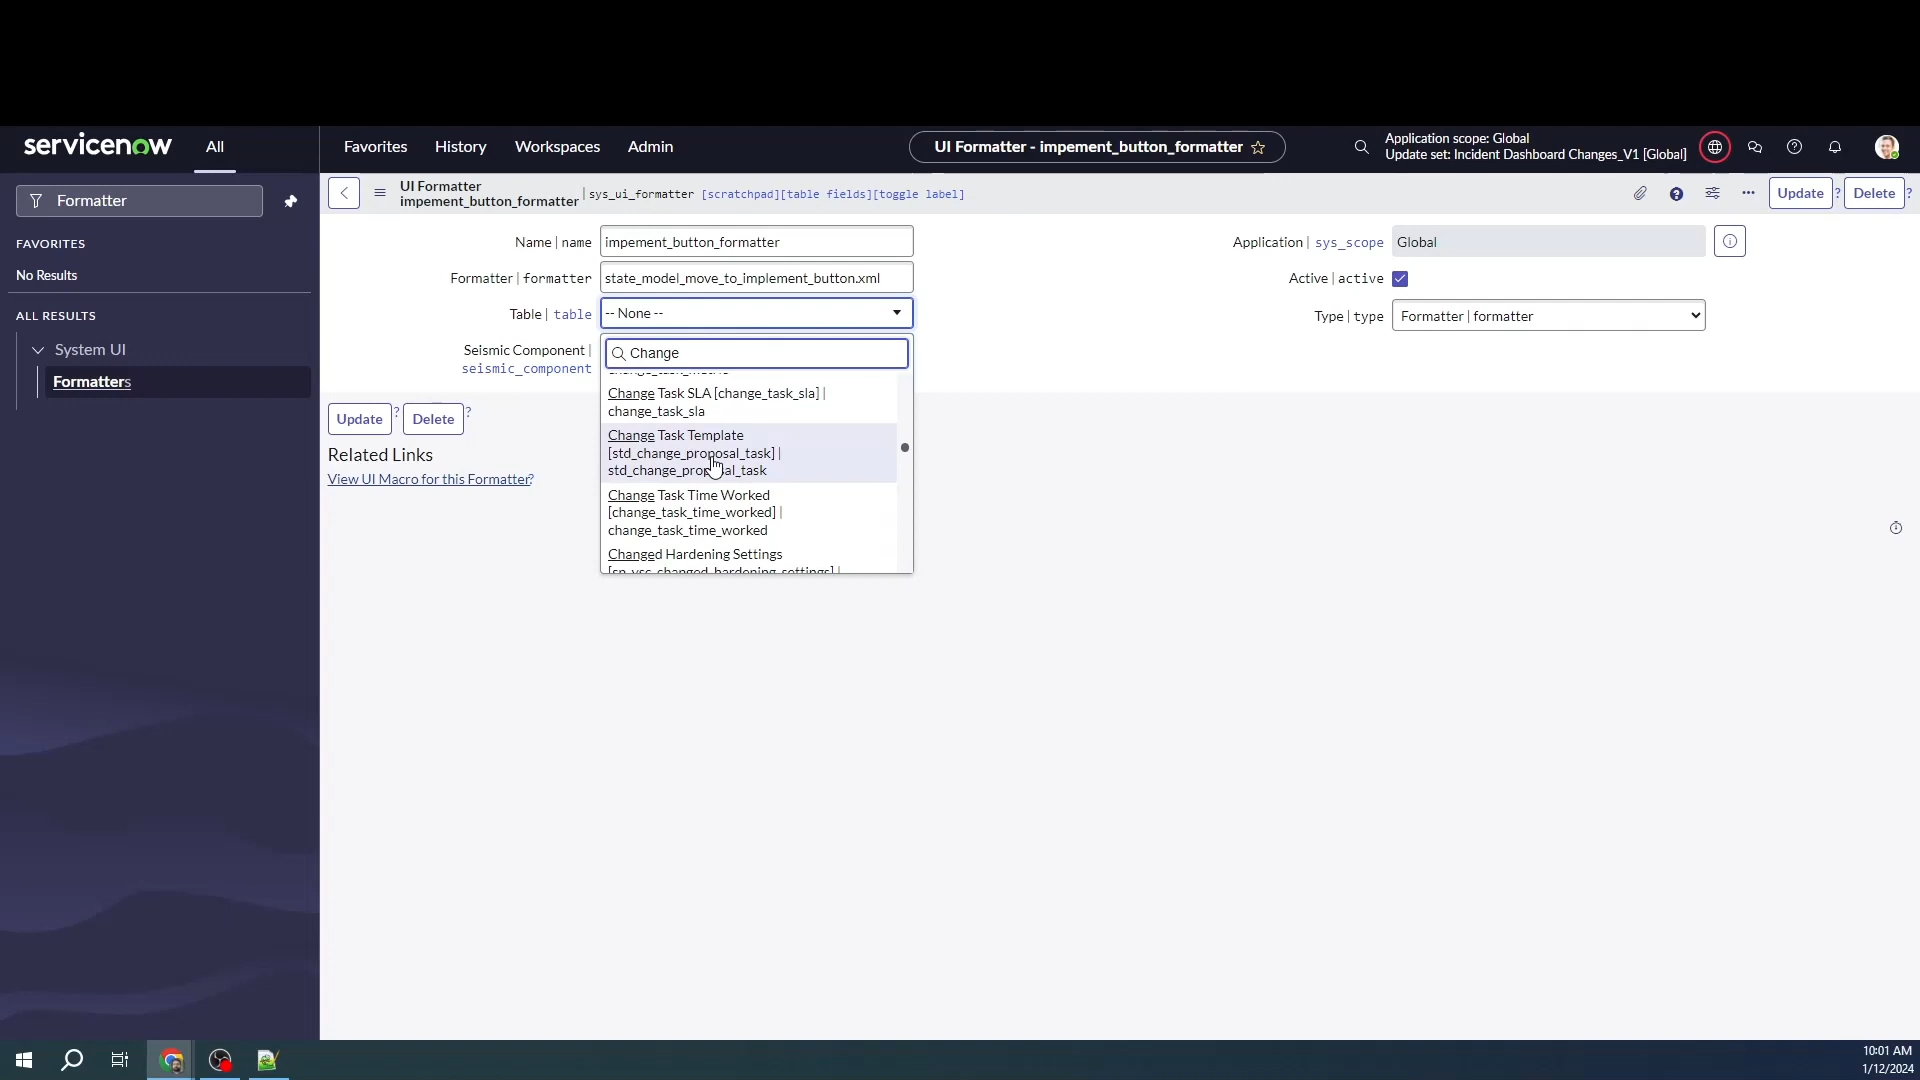 servicenow
All
Favorites
History
Workspaces
Admin
UI Formatter - impement_button_formatter
Application scope: Global
Update set: Incident Dashboard Changes_V1 [Global]
Formatter
FAVORITES
No Results
ALL RESULTS
System UI
Formatters
UI Formatter
impement_button_formatter
| sys_ui_formatter [scratchpad][table fields][toggle label]
Update ?
Delete ?
Name | name
impement_button_formatter
Application | sys_scope
Global
Formatter | formatter
state_model_move_to_implement_button.xml
Active | active
Table | table
-- None --
Type | type
Formatter | formatter
Seismic Component |
seismic_component
Change
Change Task SLA [change_task_sla] |
change_task_sla
Change Task Template
[std_change_proposal_task] |
std_change_proposal_task
Change Task Time Worked
[change_task_time_worked] |
change_task_time_worked
Changed Hardening Settings
Update ?
Delete ?
Related Links
View UI Macro for this Formatter?
10:01 AM
1/12/2024